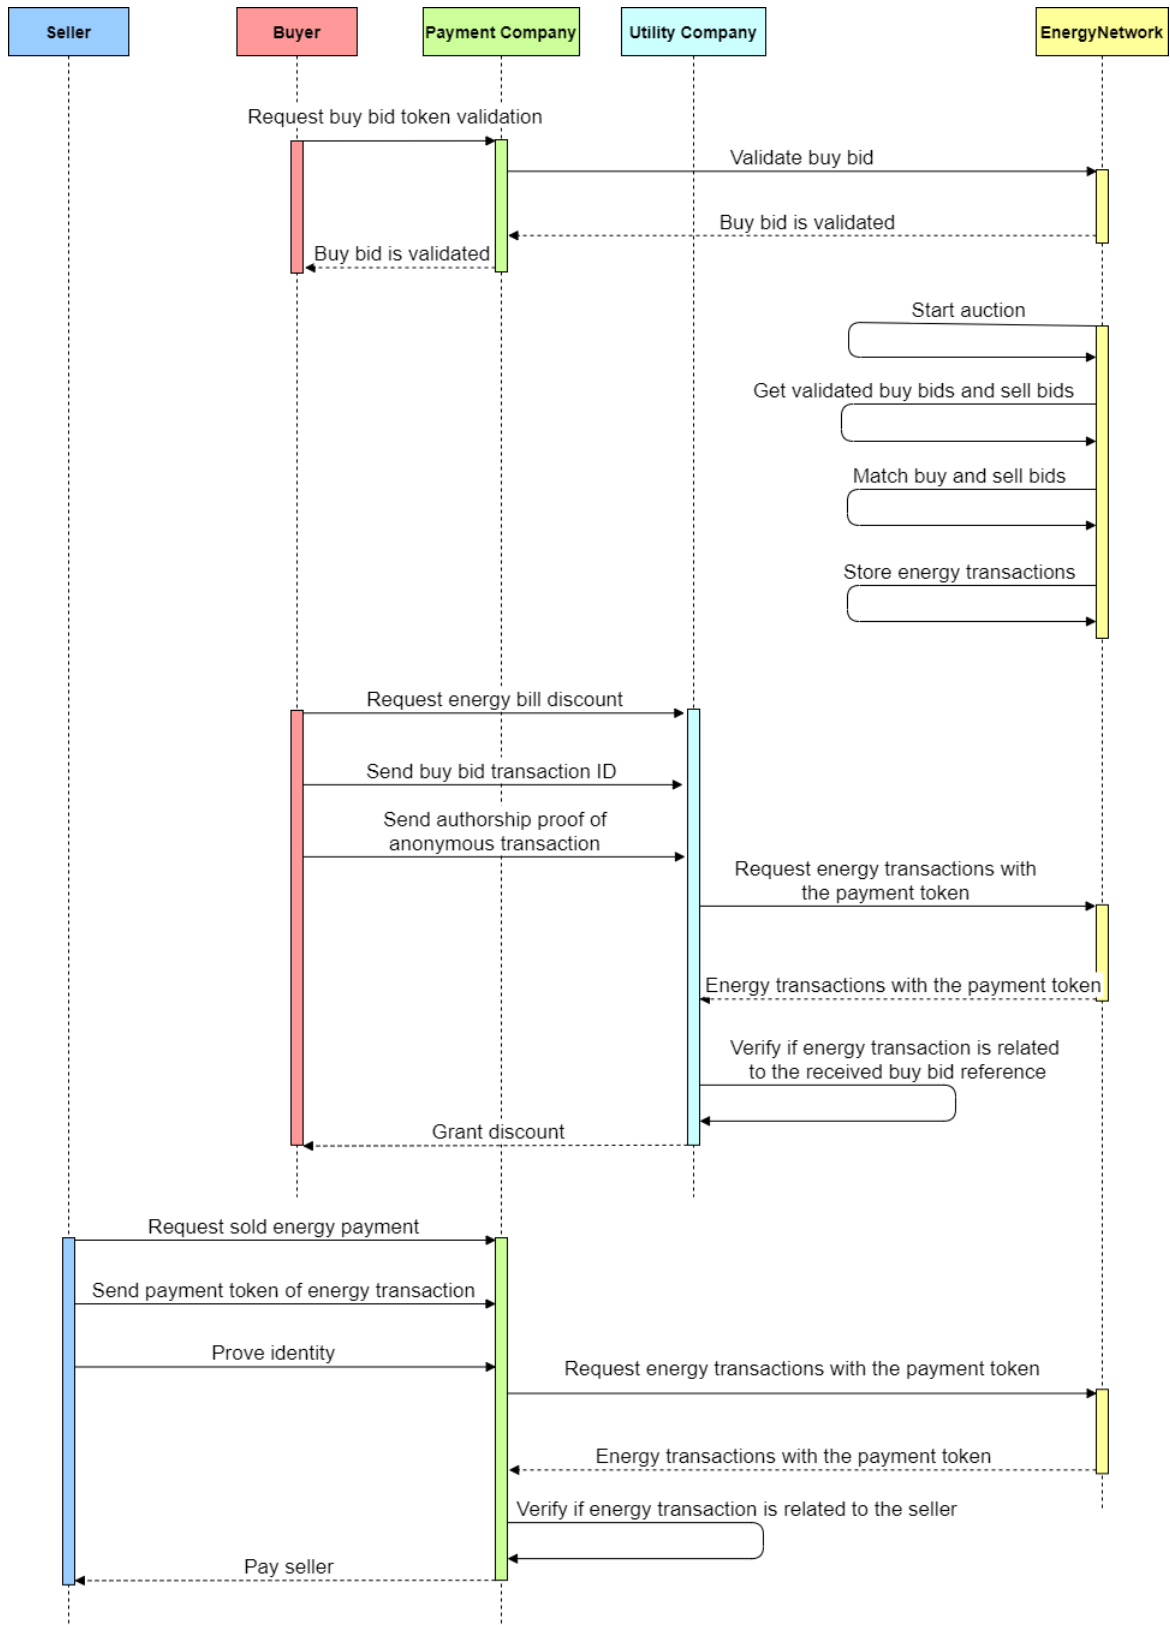 Seller
Buyer
Payment Company
Utility Company
EnergyNetwork
Request buy bid token validation
Validate buy bid
Buy bid is validated
Buy bid is validated
Start auction
Get validated buy bids and sell bids
Match buy and sell bids
Store energy transactions
Request energy bill discount
Send buy bid transaction ID
Send authorship proof of
anonymous transaction
Request energy transactions with
the payment token
Energy transactions with the payment token
Verify if energy transaction is related
to the received buy bid reference
Grant discount
Request sold energy payment
Send payment token of energy transaction
Prove identity
Request energy transactions with the payment token
Energy transactions with the payment token
Verify if energy transaction is related to the seller
Pay seller